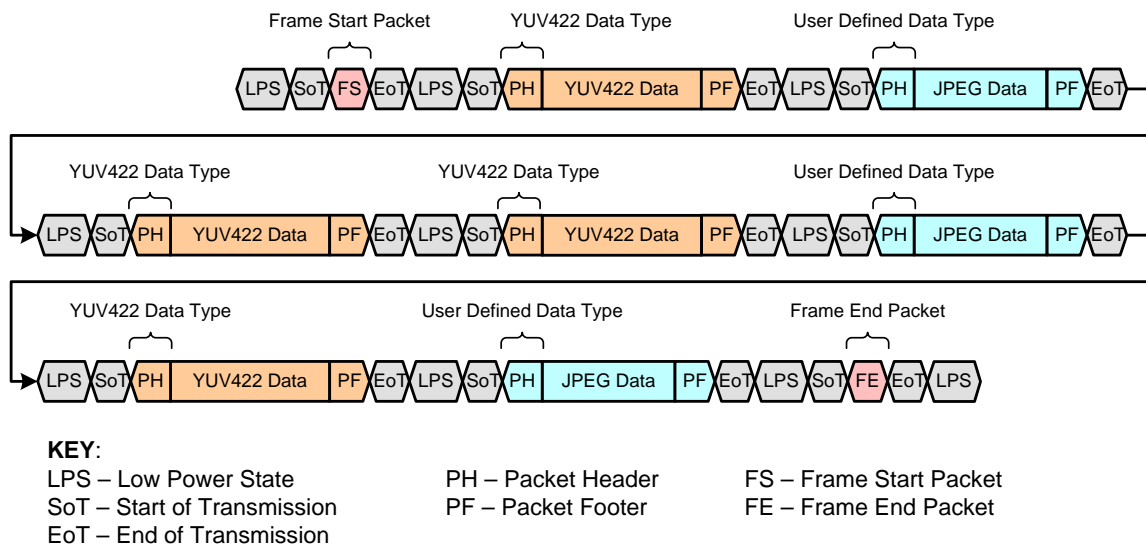 Frame Start Packet YUV422 Data Type User Defined Data Type
LPS SoT FS EoT LPS SoT PH YUV422 Data PF EoT LPS SoT PH JPEG Data PF EoT
YUV422 Data Type YUV422 Data Type User Defined Data Type
LPS SoT PH YUV422 Data PF EoT LPS SoT PH YUV422 Data PF EoT LPS SoT PH JPEG Data PF EoT
YUV422 Data Type User Defined Data Type Frame End Packet
LPS SoT PH YUV422 Data PF EoT LPS SoT PH JPEG Data PF EoT LPS SoT FE EoT LPS
KEY:
LPS – Low Power State PH – Packet Header FS – Frame Start Packet
SoT – Start of Transmission PF – Packet Footer FE – Frame End Packet
EoT – End of Transmission